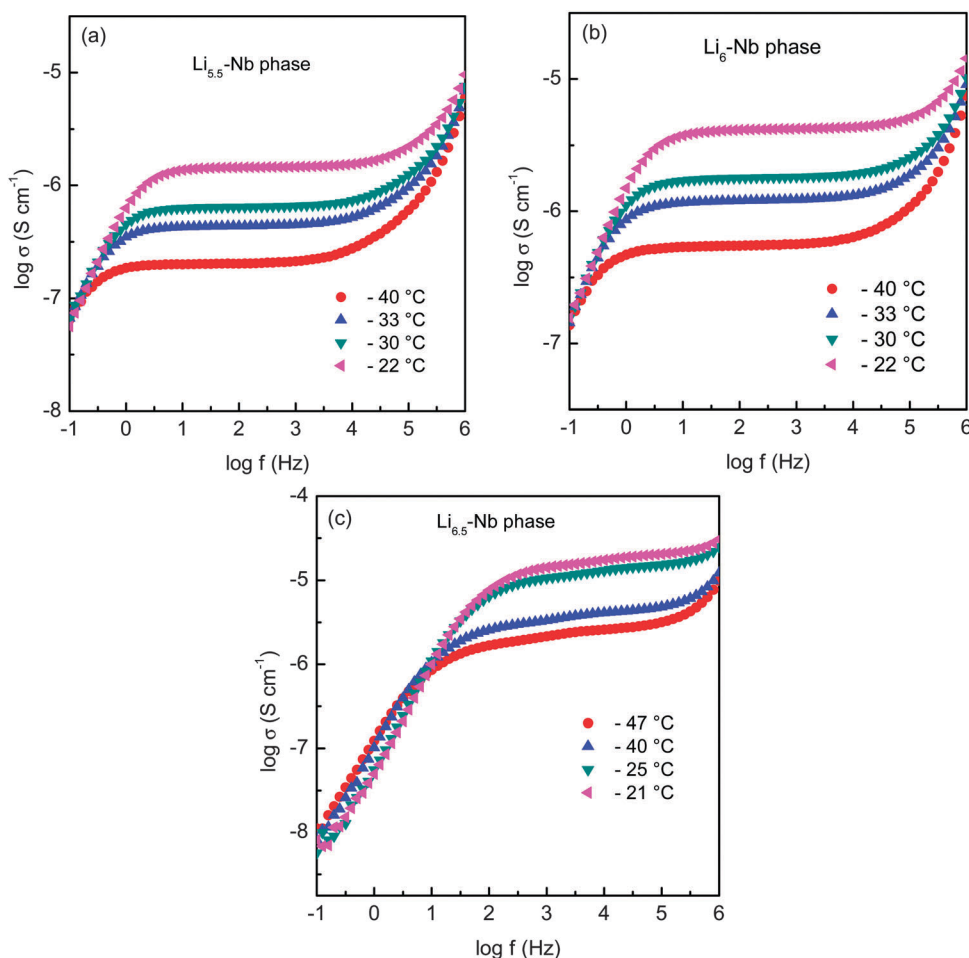 (a)
Li5.5-Nb phase
-5
-6
-7
-8
log σ (S cm-1)
- 40 °C
- 33 °C
- 30 °C
- 22 °C
-1 0 1 2 3 4 5 6
log f (Hz)
(b)
Li6-Nb phase
-5
-6
-7
log σ (S cm-1)
- 40 °C
- 33 °C
- 30 °C
- 22 °C
-1 0 1 2 3 4 5 6
log f (Hz)
(c)
Li6.5-Nb phase
-4
-5
-6
-7
-8
log σ (S cm-1)
- 47 °C
- 40 °C
- 25 °C
- 21 °C
-1 0 1 2 3 4 5 6
log f (Hz)